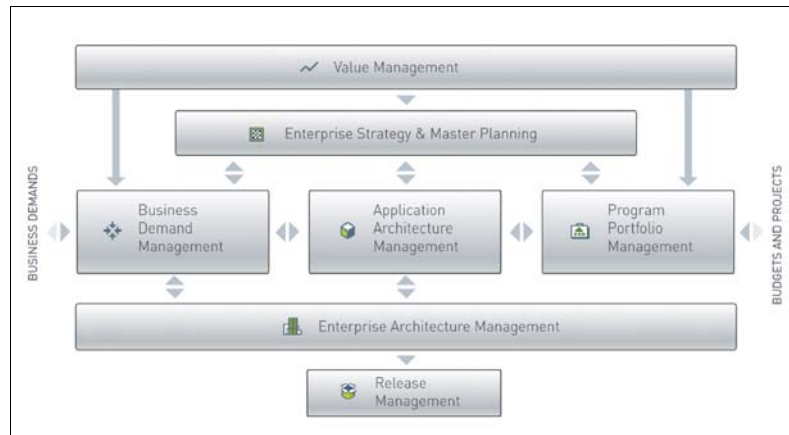 Value Management
Enterprise Strategy & Master Planning
BUSINESS DEMANDS
Business
Demand
Management
Application
Architecture
Management
Program
Portfolio
Management
BUDGETS AND PROJECTS
Enterprise Architecture Management
Release
Management